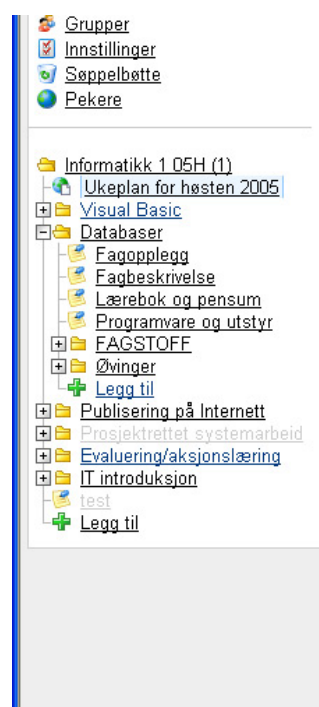 Grupper
Innstillinger
Søppelbøtte
Pekere
Informatikk 1 05H (1)
Ukeplan for høsten 2005
Visual Basic
Databaser
Fagopplegg
Fagbeskrivelse
Lærebok og pensum
Programvare og utstyr
FAGSTOFF
Øvinger
Legg til
Publisering på Internett
Prosjektrettet systemarbeid
Evaluering/aksjonslæring
IT introduksjon
test
Legg til